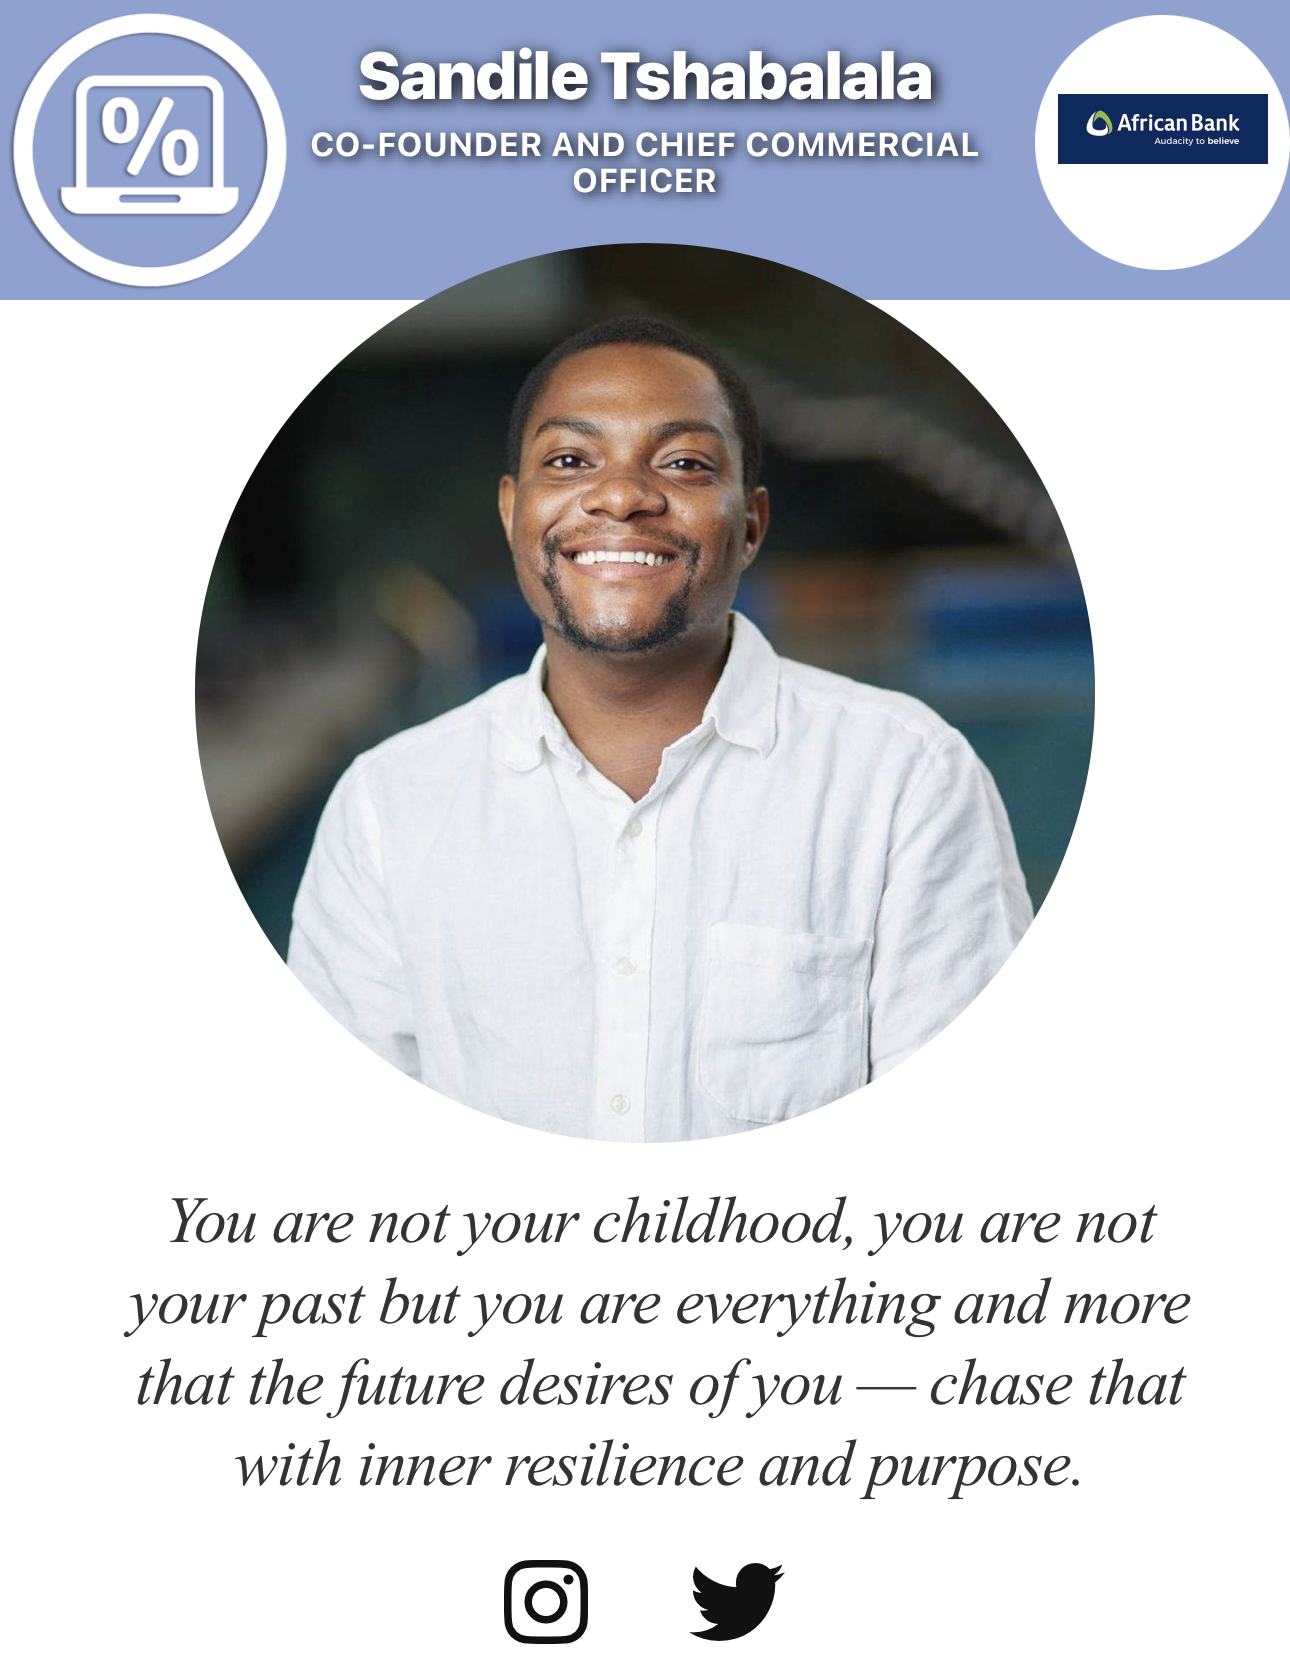 Sandile Tshabalala
CO-FOUNDER AND CHIEF COMMERCIAL
OFFICER
%
African Bank
Audacity to believe
You are not your childhood, you are not
your past but you are everything and more
that the future desires of you — chase that
with inner resilience and purpose.